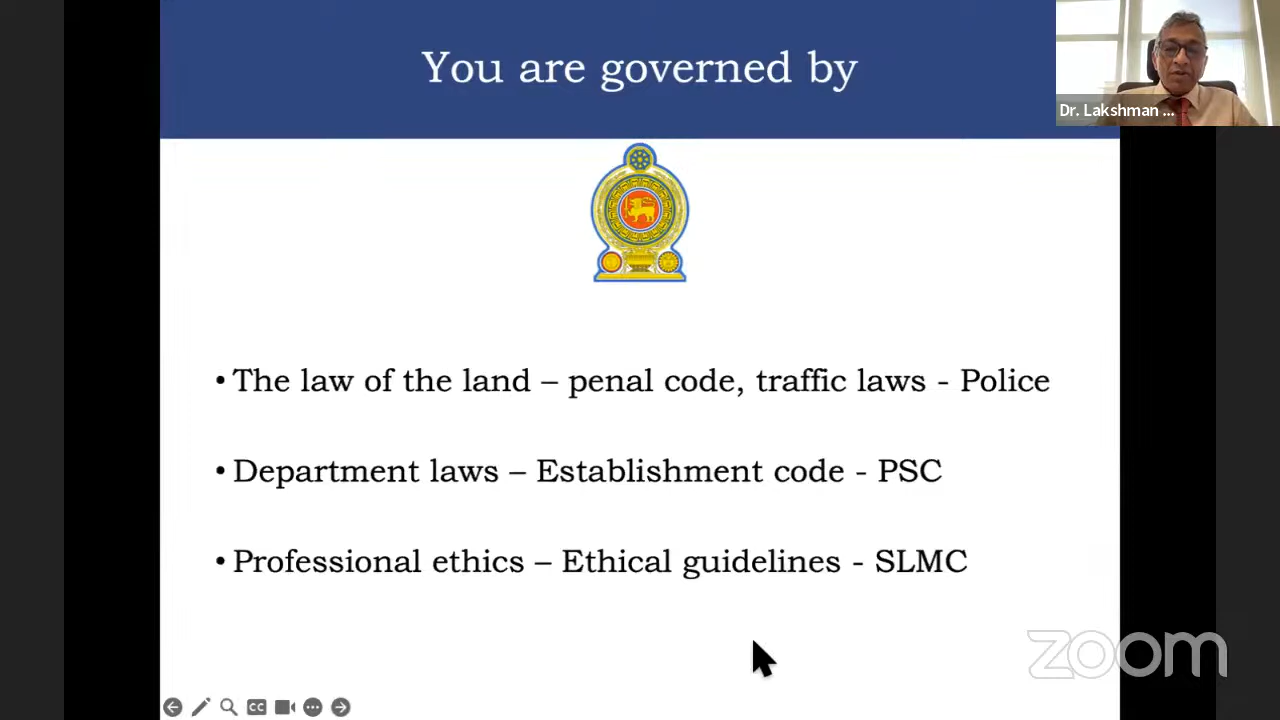 You are governed by
Dr. Lakshman ...
• The law of the land – penal code, traffic laws - Police
• Department laws – Establishment code - PSC
• Professional ethics – Ethical guidelines - SLMC
zoom
CC